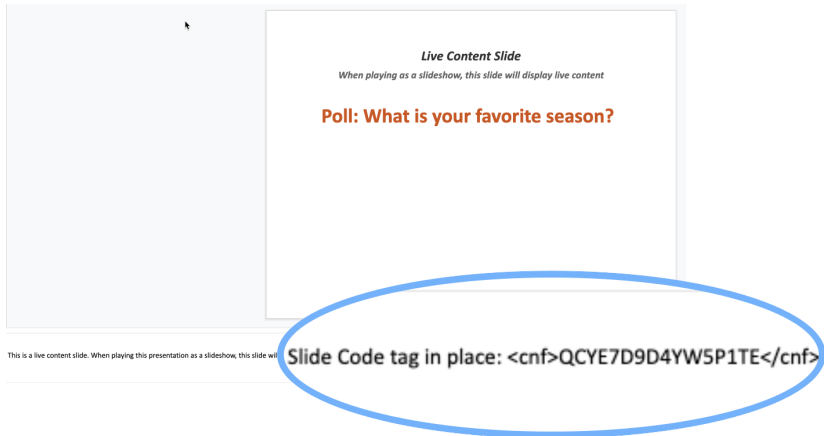 Live Content Slide
When playing as a slideshow, this slide will display live content
Poll: What is your favorite season?
This is a live content slide. When playing this presentation as a slideshow, this slide
Slide Code tag in place: <cnf>QCYE7D9D4YW5P1TE</cnf>